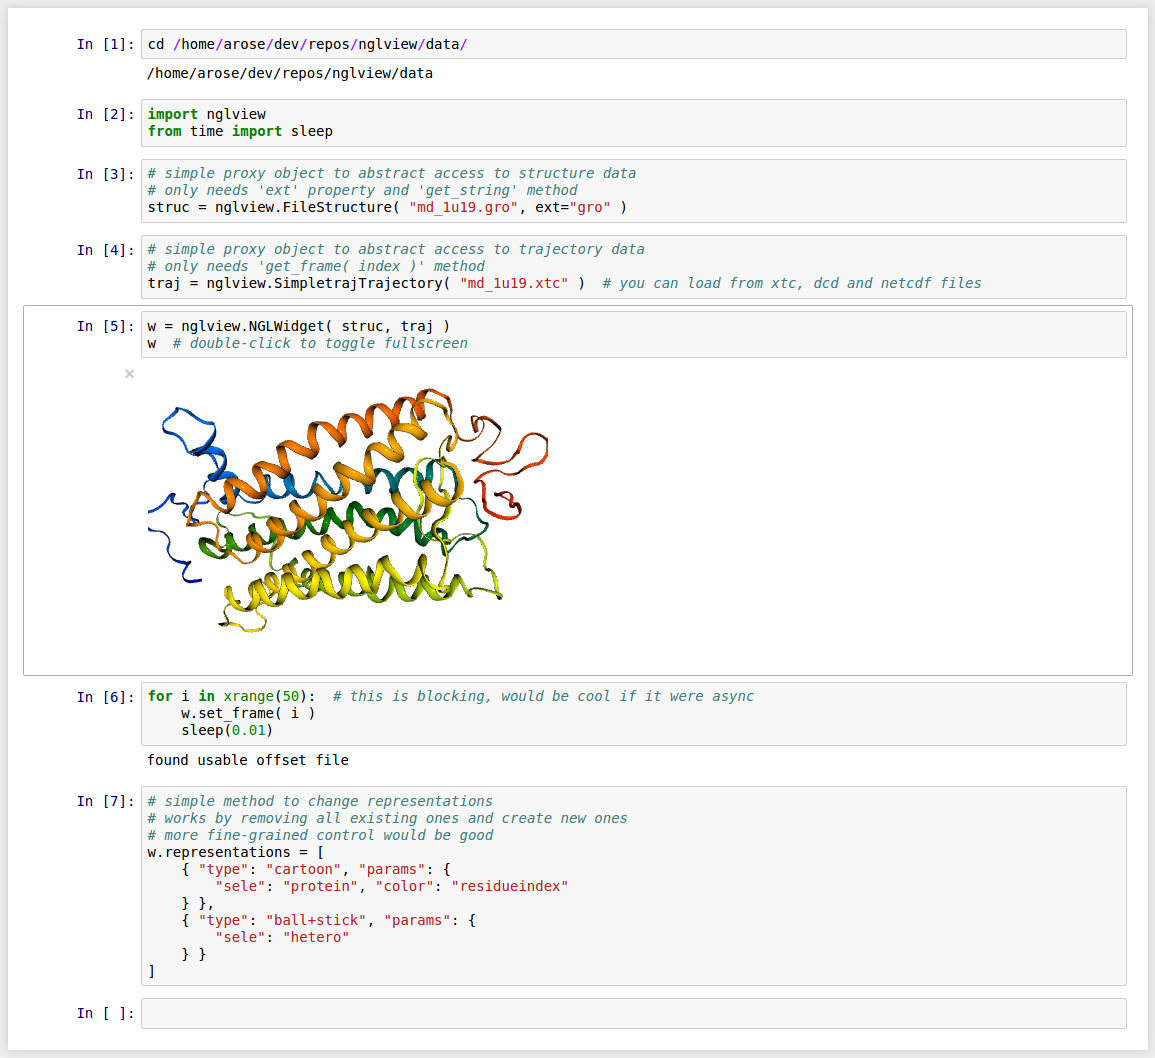 In [1]: cd /home/arose/dev/repos/nglview/data/
/home/arose/dev/repos/nglview/data
In [2]: import nglview
from time import sleep
In [3]: # simple proxy object to abstract access to structure data
# only needs 'ext' property and 'get_string' method
struc = nglview.FileStructure( "md_1u19.gro", ext="gro" )
In [4]: # simple proxy object to abstract access to trajectory data
# only needs 'get_frame( index )' method
traj = nglview.SimpletrajTrajectory( "md_1u19.xtc" )  # you can load from xtc, dcd and netcdf files
In [5]: w = nglview.NGLWidget( struc, traj )
w  # double-click to toggle fullscreen
×
In [6]: for i in xrange(50):  # this is blocking, would be cool if it were async
    w.set_frame( i )
    sleep(0.01)
found usable offset file
In [7]: # simple method to change representations
# works by removing all existing ones and create new ones
# more fine-grained control would be good
w.representations = [
    { "type": "cartoon", "params": {
        "sele": "protein", "color": "residueindex"
    } },
    { "type": "ball+stick", "params": {
        "sele": "hetero"
    } }
]
In [ ]: